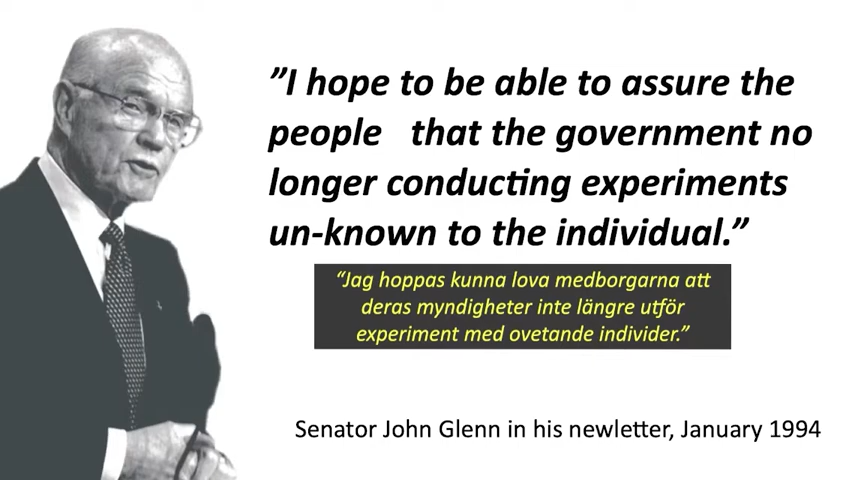 ”I hope to be able to assure the
people that the government no
longer conducting experiments
un-known to the individual.”
“Jag hoppas kunna lova medborgarna att
deras myndigheter inte längre utför
experiment med ovetande individer.”
Senator John Glenn in his newletter, January 1994